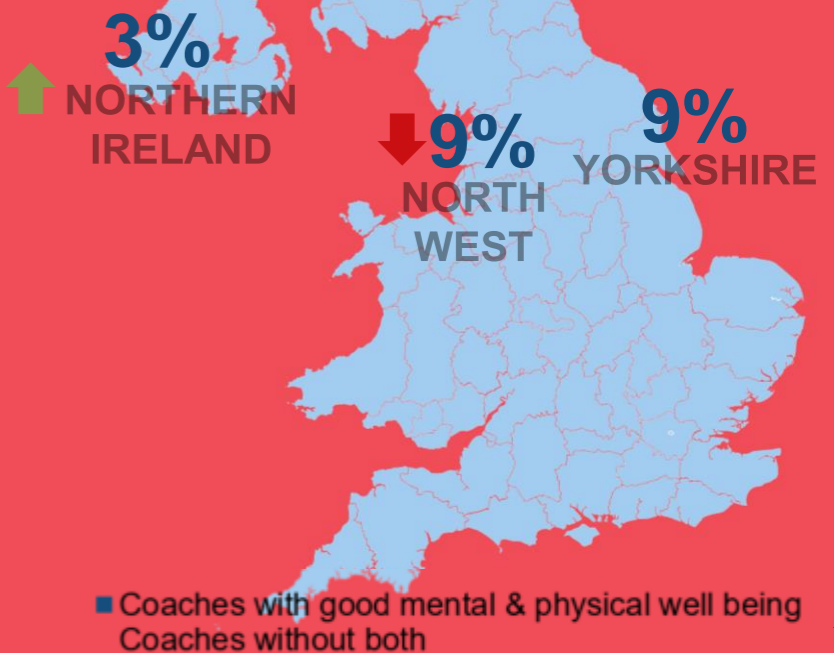 3%
NORTHERN
IRELAND
9%
NORTH
WEST
9%
YORKSHIRE
Coaches with good mental & physical well being
Coaches without both